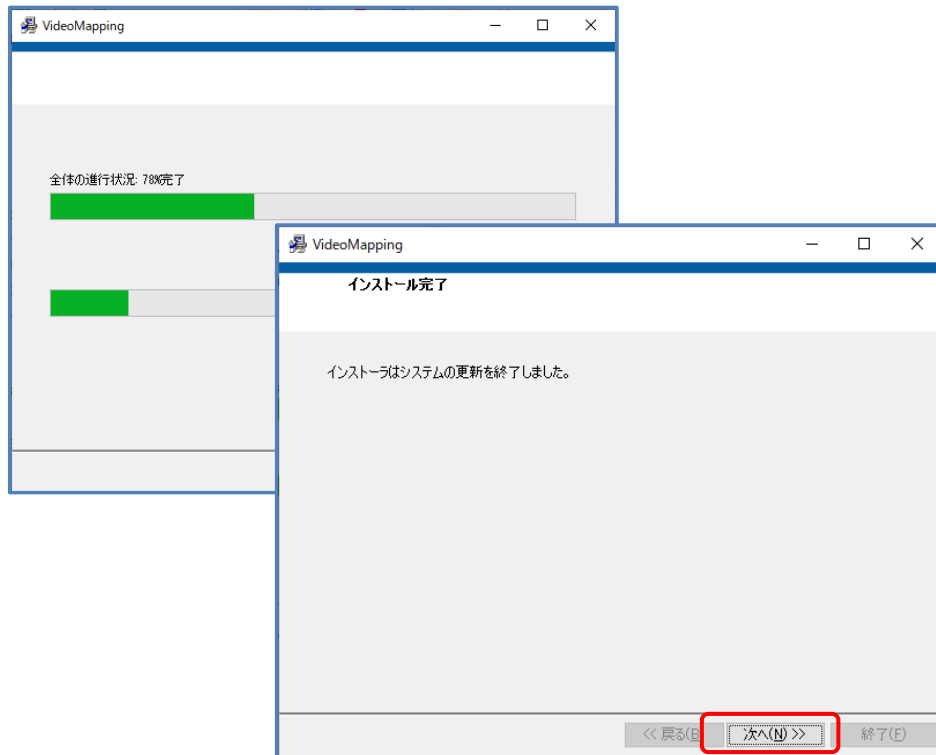 VideoMapping
全体の進行状況: 78%完了
VideoMapping
インストール完了
インストーラはシステムの更新を終了しました。
<< 戻る(B
次へ(N) >>
終了(F)